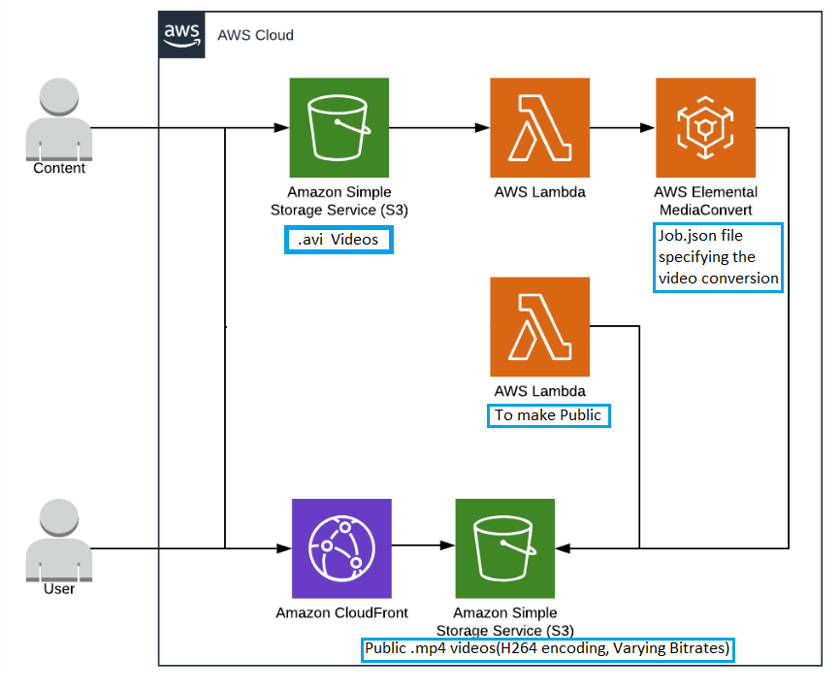 aws
AWS Cloud
Content
Amazon Simple
Storage Service (S3)
.avi Videos
AWS Lambda
AWS Elemental
MediaConvert
Job.json file
specifying the
video conversion
AWS Lambda
To make Public
User
Amazon CloudFront
Amazon Simple
Storage Service (S3)
Public .mp4 videos(H264 encoding, Varying Bitrates)